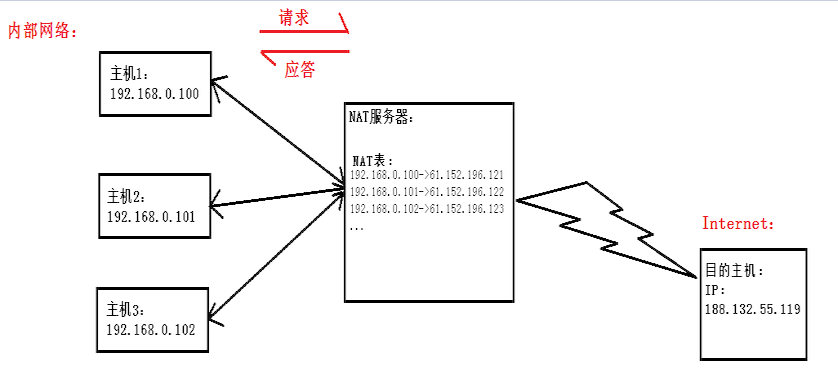 内部网络：
请求
应答
主机1：
192.168.0.100
主机2：
192.168.0.101
主机3：
192.168.0.102
NAT服务器：
NAT表：
192.168.0.100->61.152.196.121
192.168.0.101->61.152.196.122
192.168.0.102->61.152.196.123
...
Internet：
目的主机：
IP：
188.132.55.119